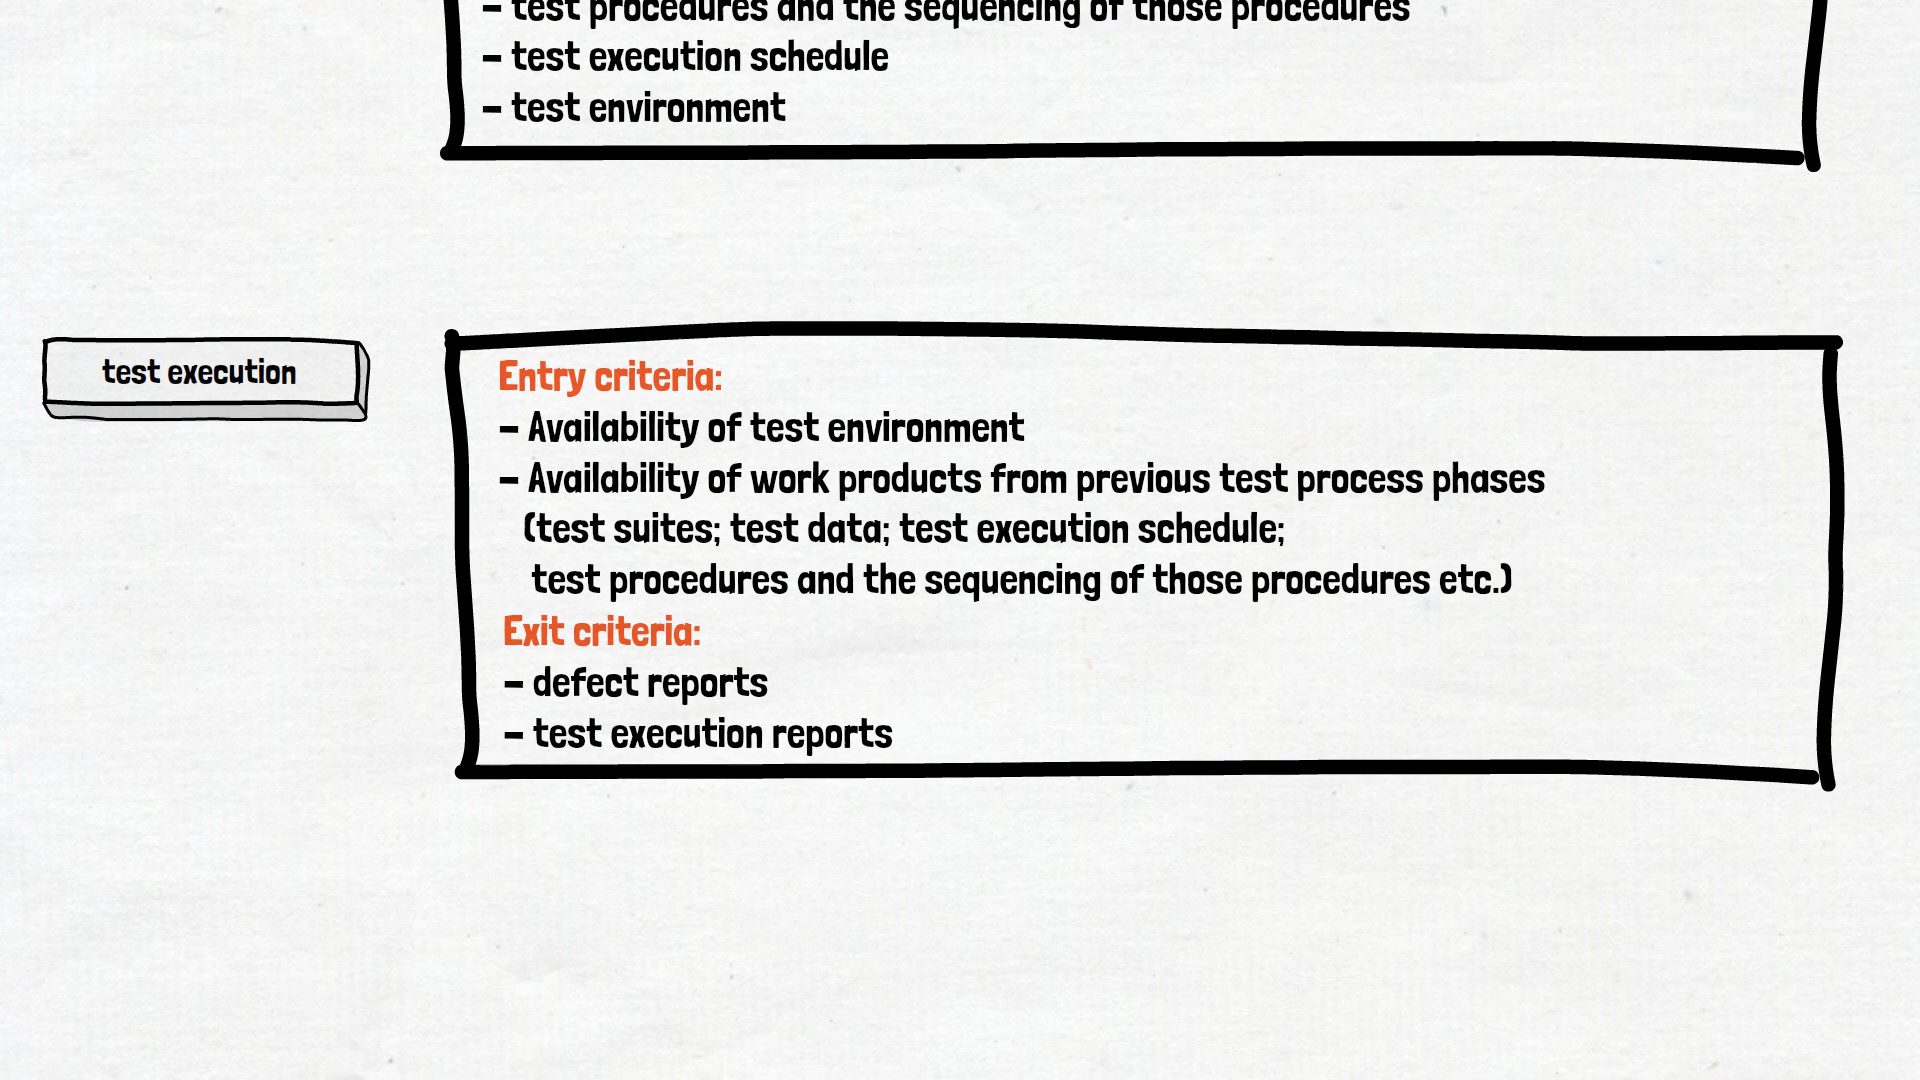 - test procedures and the sequencing of those procedures
- test execution schedule
- test environment
test execution
Entry criteria:
- Availability of test environment
- Availability of work products from previous test process phases
(test suites; test data; test execution schedule;
test procedures and the sequencing of those procedures etc.)
Exit criteria:
- defect reports
- test execution reports